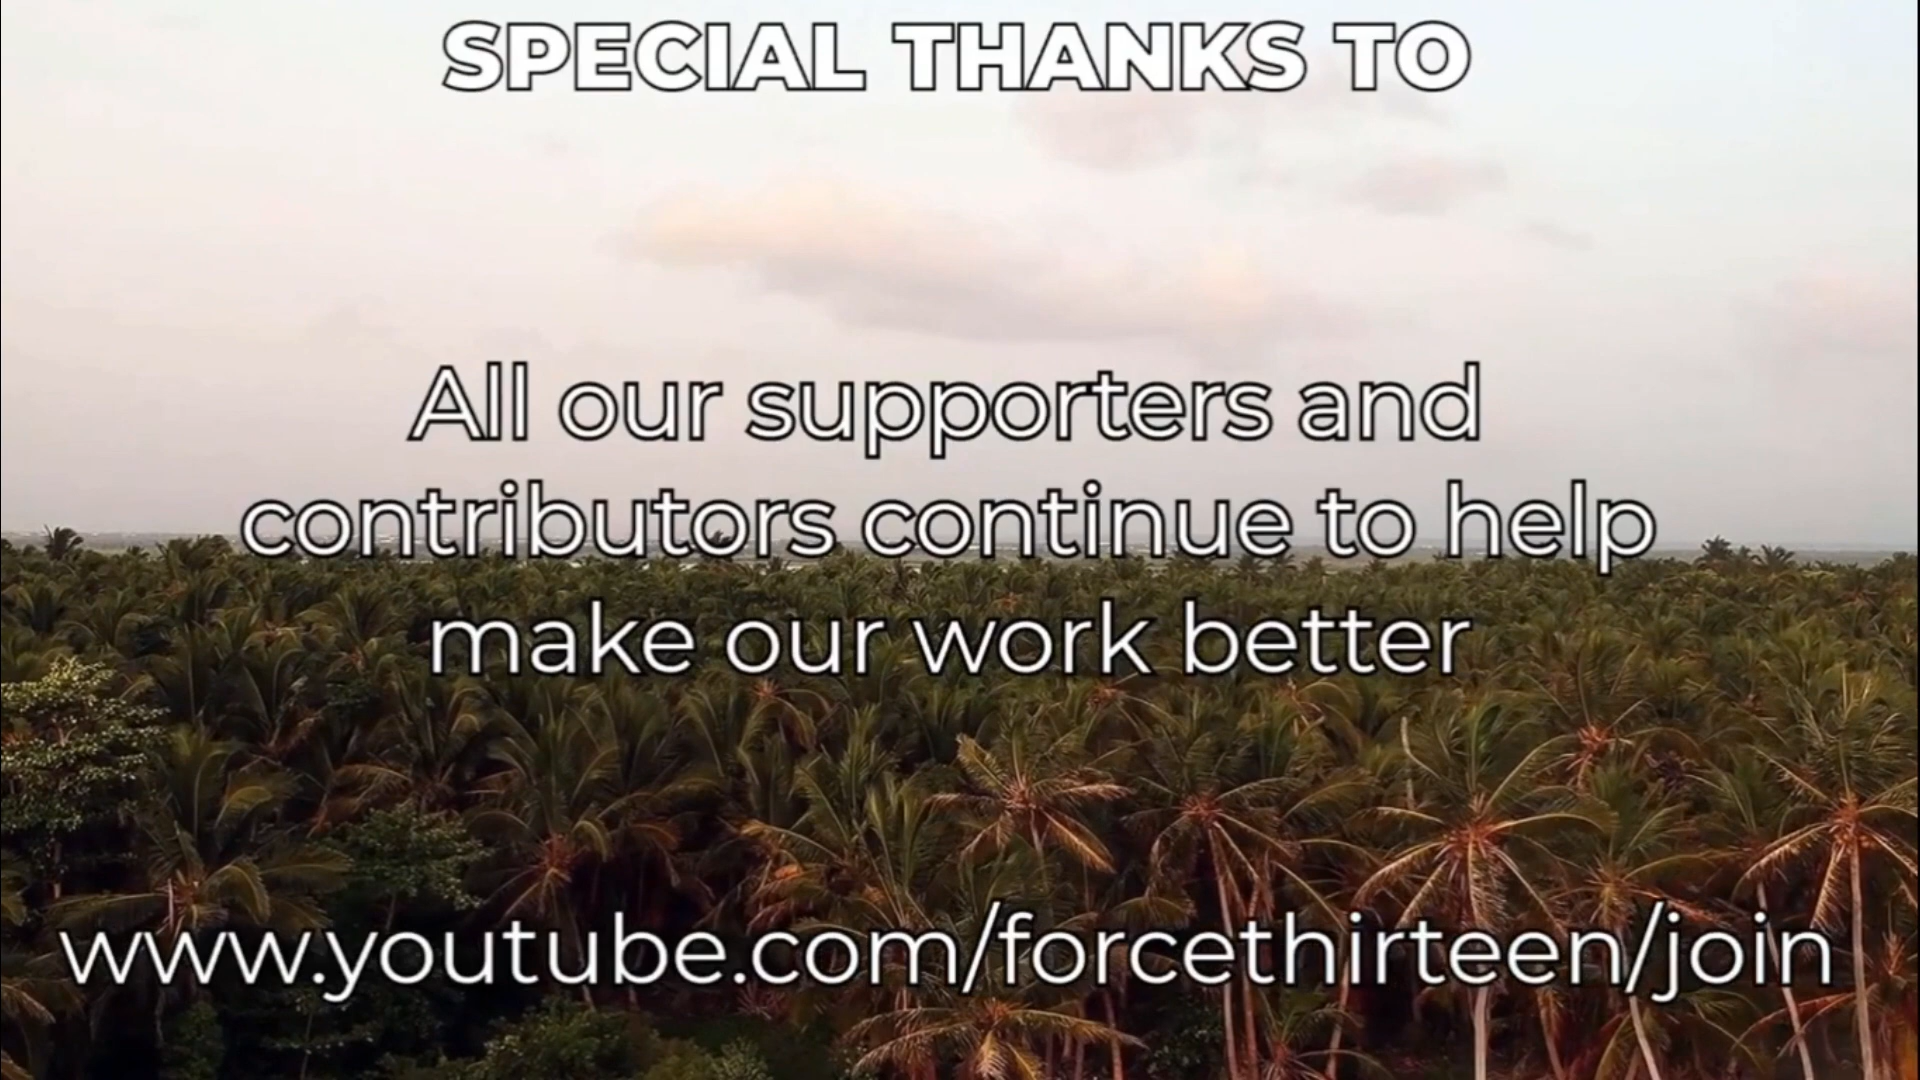 SPECIAL THANKS TO
All our supporters and
contributors continue to help
make our work better
www.youtube.com/forcethirteen/join